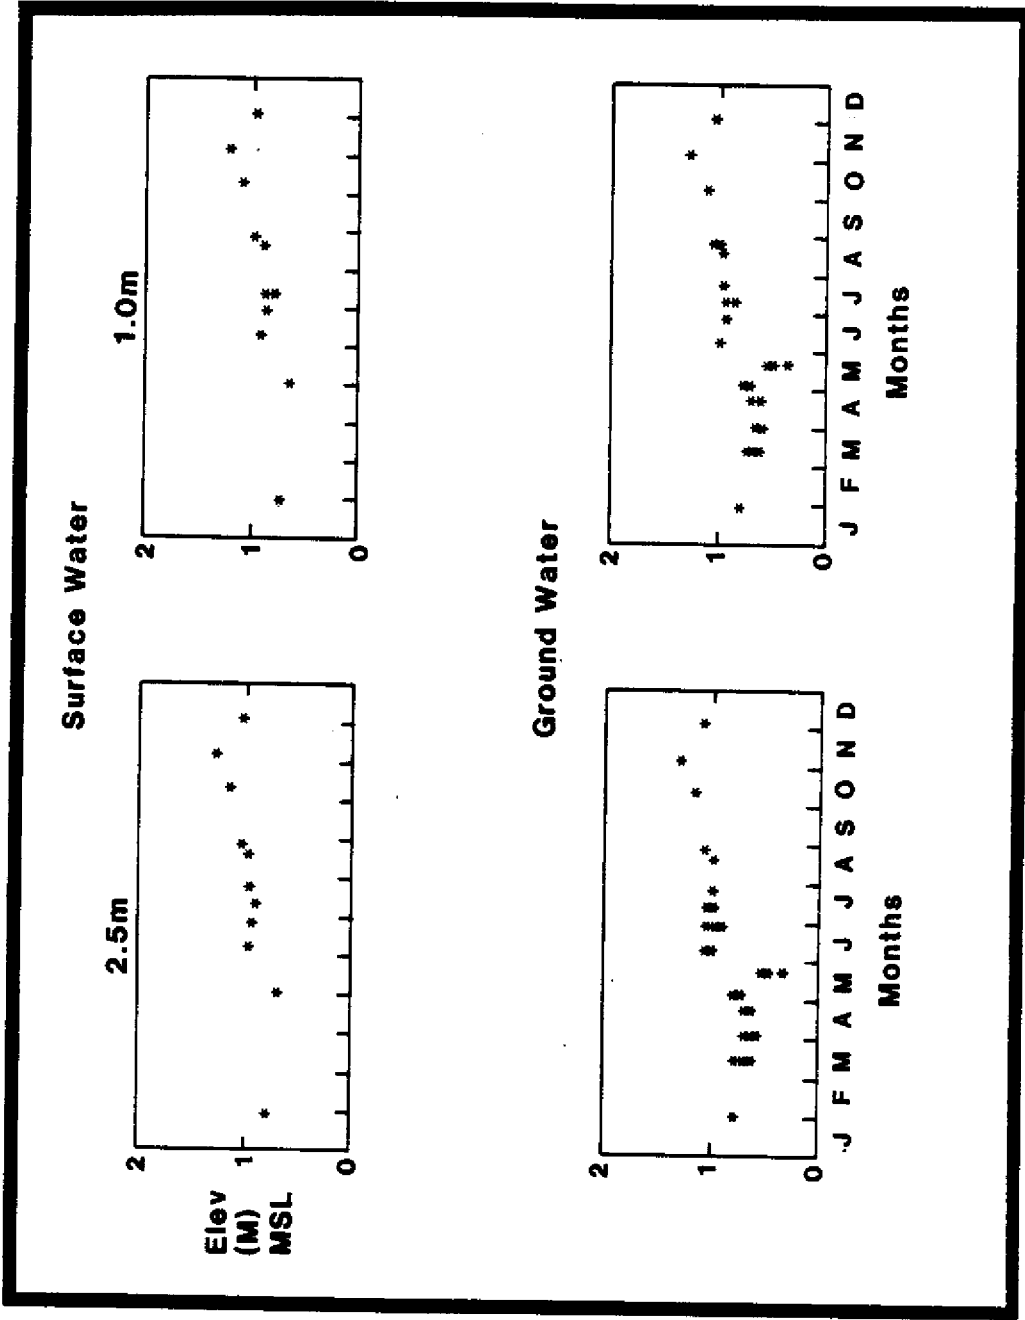 Surface Water
2.5m
1.0m
Elev
(M)
MSL
2
1
0
2
1
0
Ground Water
2
1
0
J F M A M J J A S O N D
Months
2
1
0
J F M A M J J A S O N D
Months